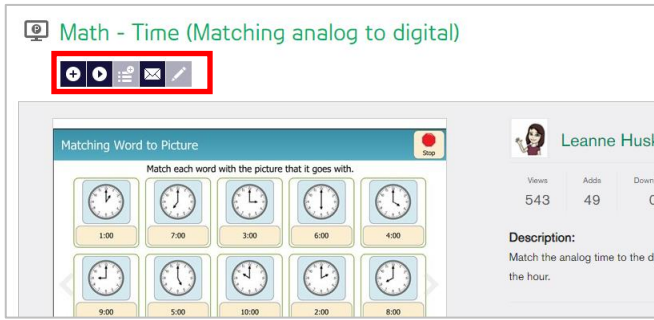 Math - Time (Matching analog to digital)
Matching Word to Picture
Stop
Match each word with the picture that it goes with.
1:00 7:00 3:00 6:00 4:00
9:00 5:00 10:00 2:00 8:00
Leanne Husk
Views Adds Down
543 49 0
Description:
Match the analog time to the d
the hour.